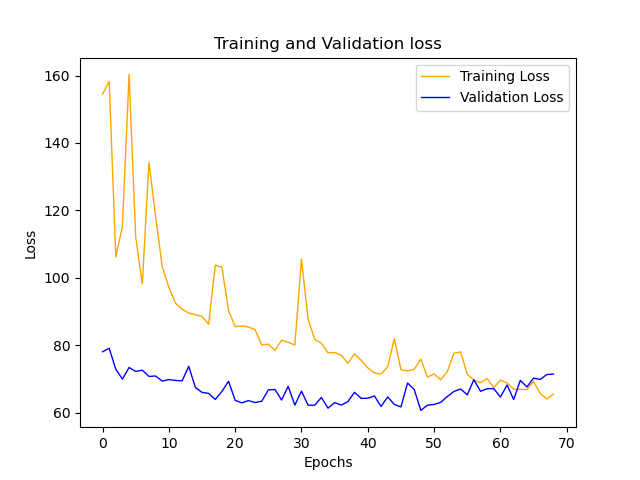 Training and Validation loss
Training Loss
Validation Loss
160
140
120
100
80
60
Loss
0 10 20 30 40 50 60 70
Epochs